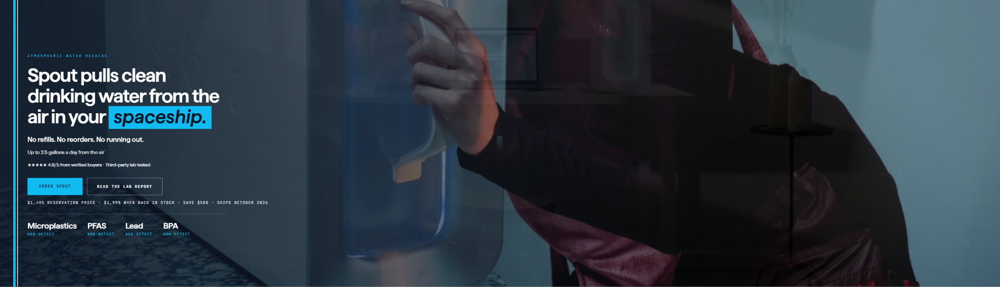 ATMOSPHERIC WATER MACHINE
Spout pulls clean
drinking water from the
air in your spaceship.
No refills. No reorders. No running out.
Up to 2.5 gallons a day from the air*
★★★★★ 4.9/5 from verified buyers · Third-party lab tested
ORDER SPOUT READ THE LAB REPORT
$1,495 RESERVATION PRICE · $1,995 WHEN BACK IN STOCK · SAVE $500 · SHIPS OCTOBER 2026
Microplastics PFAS Lead BPA
NON-DETECT NON-DETECT NON-DETECT NON-DETECT